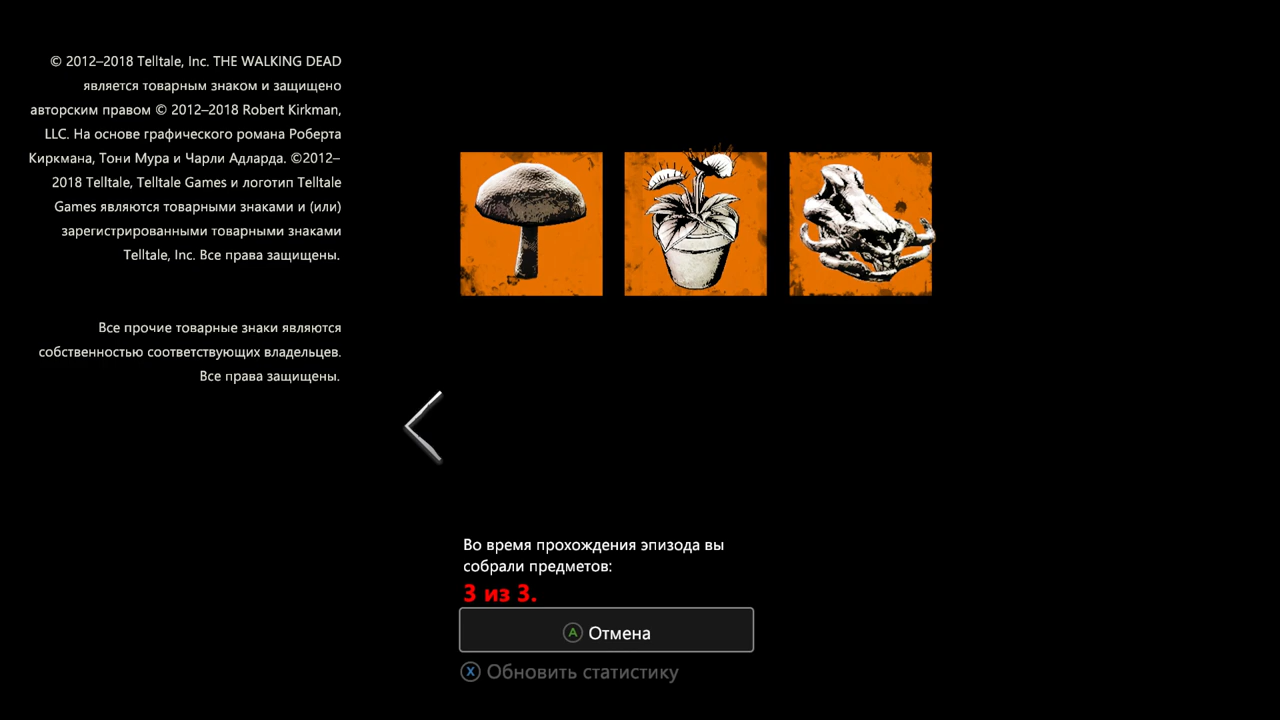 © 2012–2018 Telltale, Inc. THE WALKING DEAD
является товарным знаком и защищено
авторским правом © 2012–2018 Robert Kirkman,
LLC. На основе графического романа Роберта
Киркмана, Тони Мура и Чарли Адларда. ©2012–
2018 Telltale, Telltale Games и логотип Telltale
Games являются товарными знаками и (или)
зарегистрированными товарными знаками
Telltale, Inc. Все права защищены.
Все прочие товарные знаки являются
собственностью соответствующих владельцев.
Все права защищены.
Во время прохождения эпизода вы
собрали предметов:
3 из 3.
A Отмена
X Обновить статистику